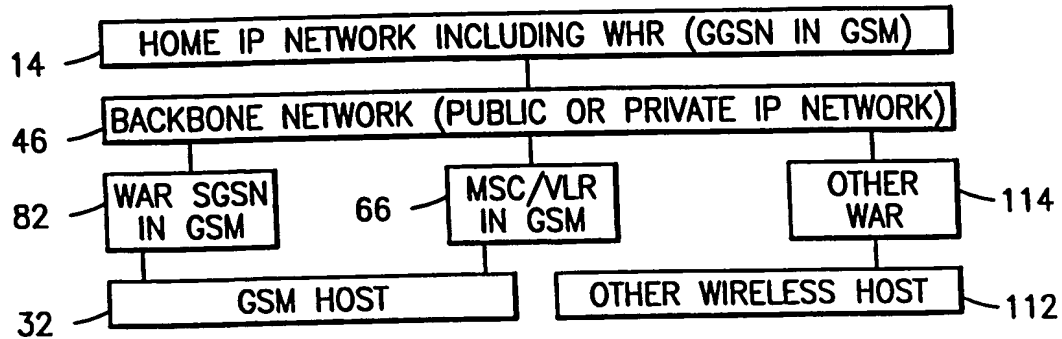 HOME IP NETWORK INCLUDING WHR (GGSN IN GSM)
14
BACKBONE NETWORK (PUBLIC OR PRIVATE IP NETWORK)
46
WAR SGSN
IN GSM
82
MSC/VLR
IN GSM
66
OTHER
WAR
114
GSM HOST
32
OTHER WIRELESS HOST
112